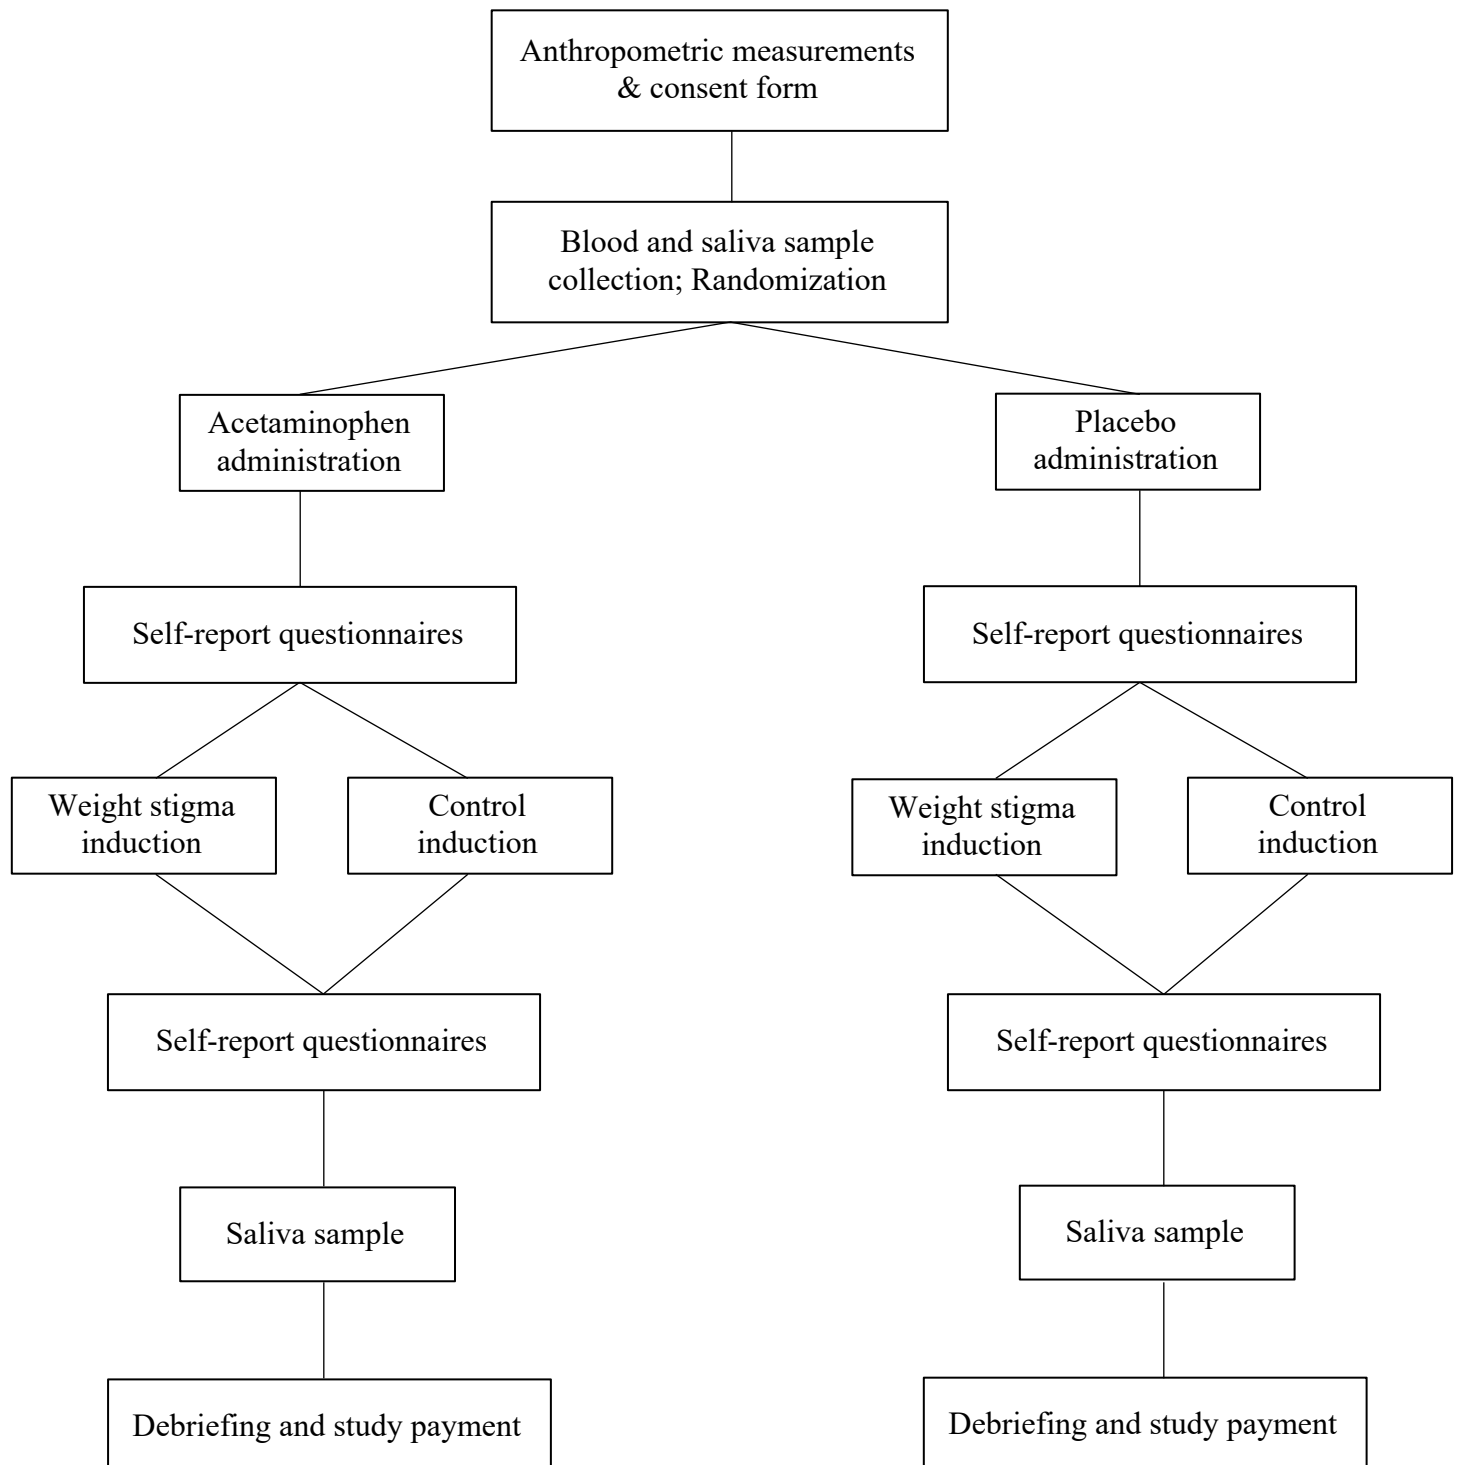 Anthropometric measurements
& consent form
Blood and saliva sample
collection; Randomization
Acetaminophen
administration
Placebo
administration
Self-report questionnaires
Self-report questionnaires
Weight stigma
induction
Control
induction
Weight stigma
induction
Control
induction
Self-report questionnaires
Self-report questionnaires
Saliva sample
Saliva sample
Debriefing and study payment
Debriefing and study payment